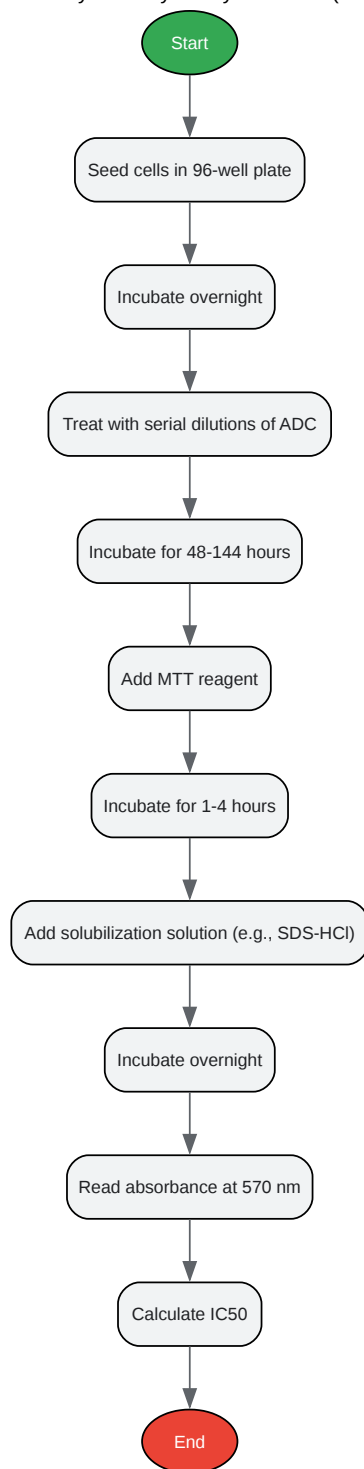 Start
Seed cells in 96-well plate
Incubate overnight
Treat with serial dilutions of ADC
Incubate for 48-144 hours
Add MTT reagent
Incubate for 1-4 hours
Add solubilization solution (e.g., SDS-HCl)
Incubate overnight
Read absorbance at 570 nm
Calculate IC50
End